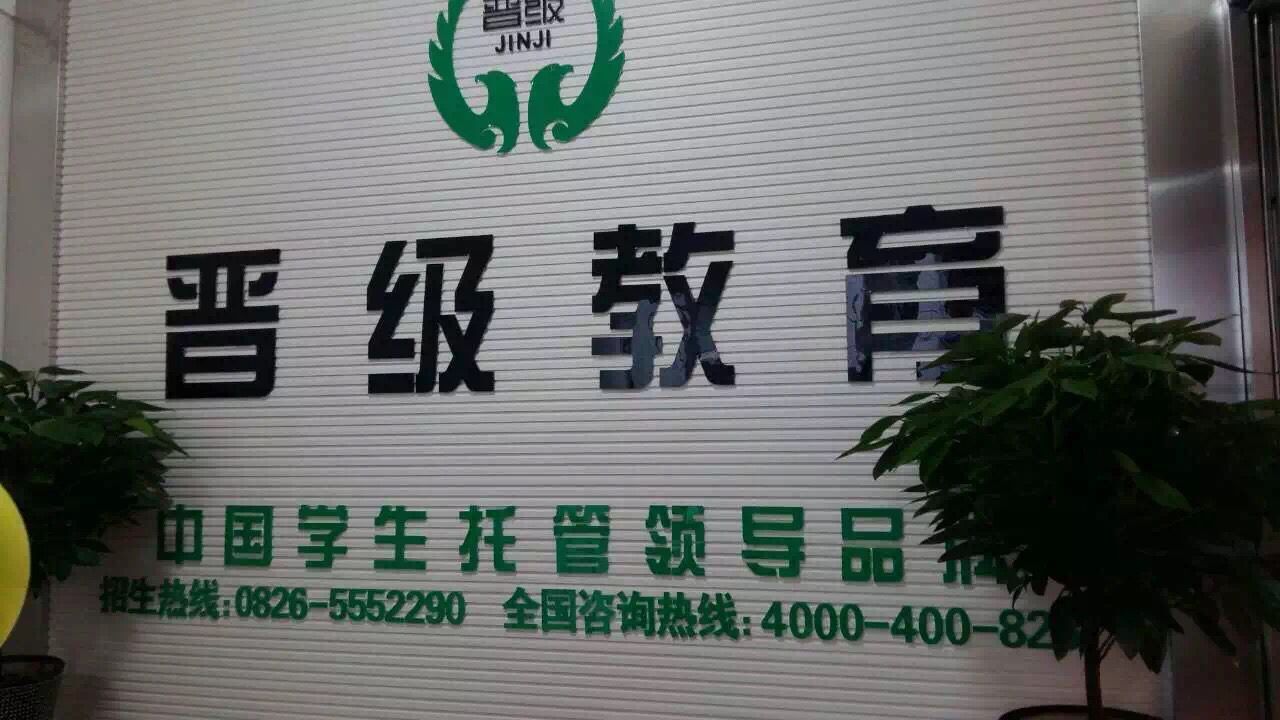 晋级
JINJI
晋级教育
中国学生托管领导品牌
招生热线:0826-5552290 全国咨询热线:4000-400-82